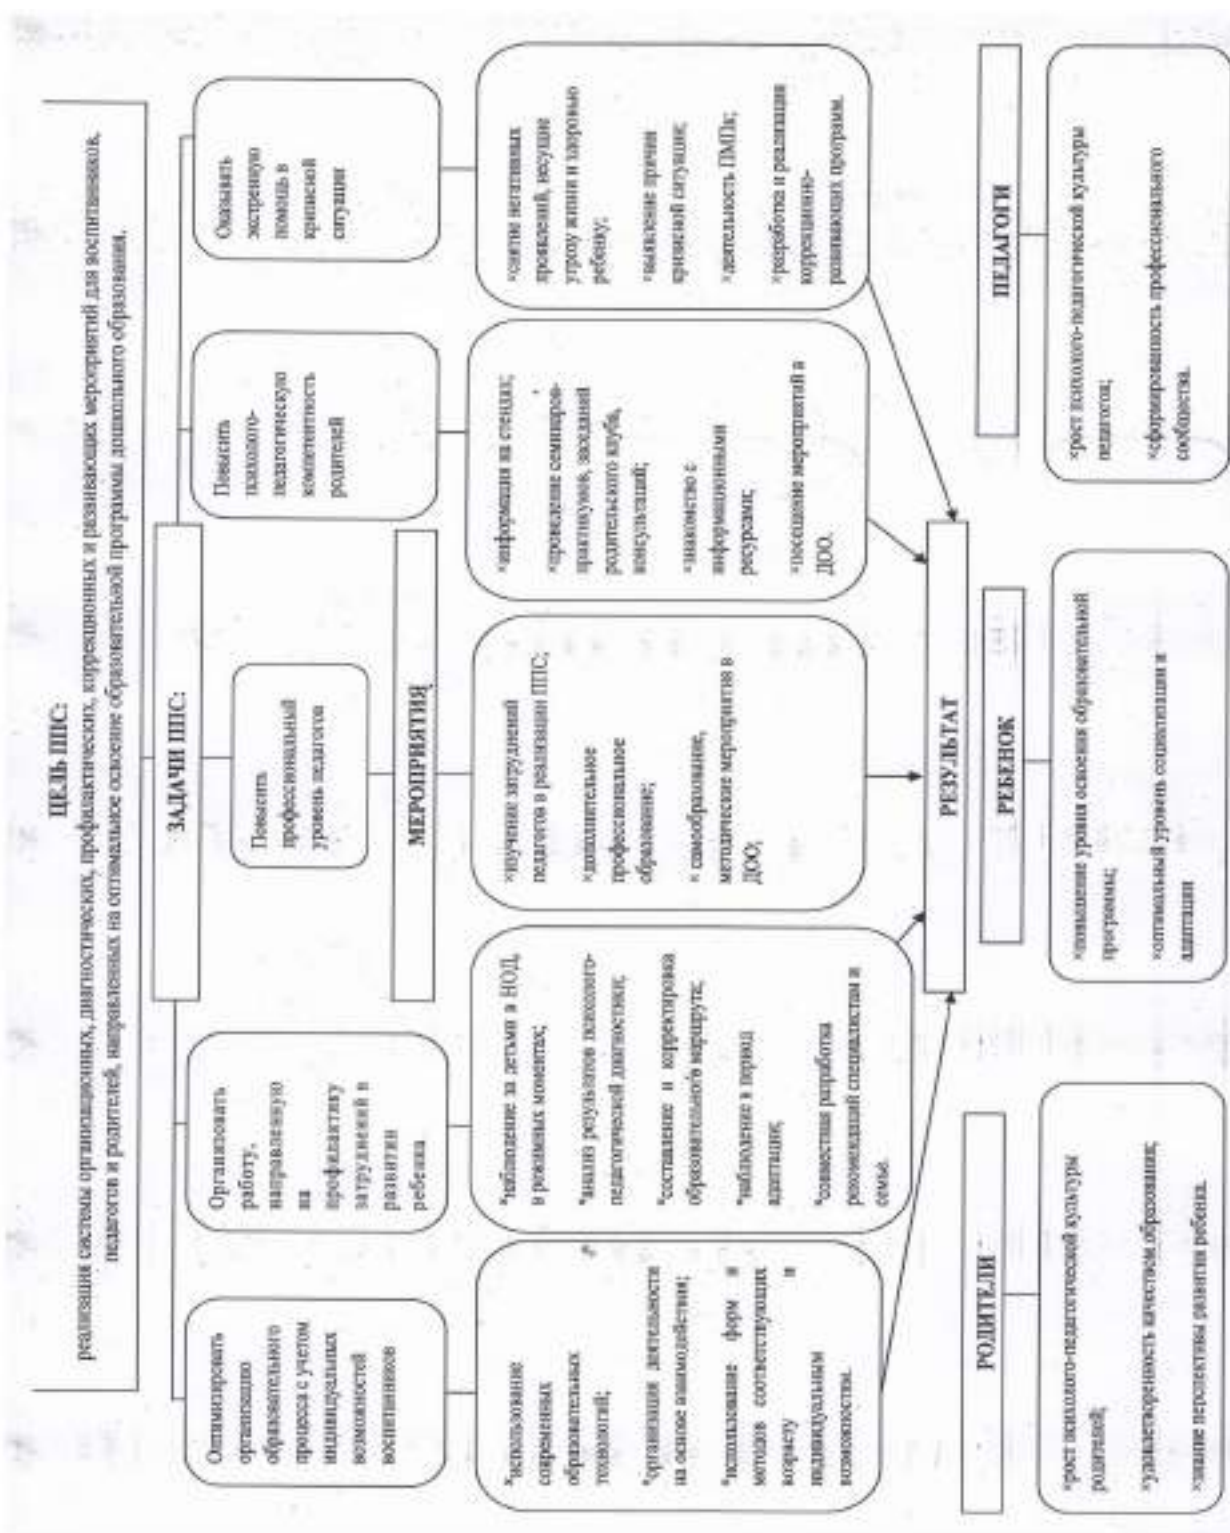 ЦЕЛЬ ППС:
реализация системы организационных, диагностических, профилактических, коррекционных и развивающих мероприятий для воспитанников,
педагогов и родителей, направленных на оптимальное освоение образовательной программы дошкольного образования.
ЗАДАЧИ ППС:
Оптимизировать
организацию
образовательного
процесса с учетом
индивидуальных
возможностей
воспитанников
Организовать
работу,
направленную
на
профилактику
затруднений в
развитии
ребенка
Повысить
профессиональный
уровень педагогов
Повысить
психолого-
педагогическую
компетентность
родителей
Оказывать
экстренную
помощь в
кризисной
ситуации
МЕРОПРИЯТИЯ
*использование
современных
образовательных
технологий;
*организация деятельности
на основе взаимодействия;
*использование форм и
методов соответствующих
возрасту и
индивидуальным
возможностям.
*наблюдение за детьми в НОД,
в режимных моментах;
*анализ результатов психолого-
педагогической диагностики;
*составление и корректировка
образовательного маршрута;
*наблюдение в период
адаптации;
*совместная разработка
рекомендаций специалистам и
семье.
*изучение затруднений
педагогов в реализации ППС;
*дополнительное
профессиональное
образование;
* самообразование,
методические мероприятия в
ДОО;
*информация на стендах;
*проведение семинаров-
практикумов, заседаний
родительского клуба,
консультаций;
*знакомство с
информационными
ресурсами;
*посещение мероприятий в
ДОО.
*снятие негативных
проявлений, несущие
угрозу жизни и здоровью
ребенку;
*выявление причин
кризисной ситуации;
*деятельность ПМПк;
*разработка и реализация
коррекционно-
развивающих программ.
РЕЗУЛЬТАТ
РОДИТЕЛИ
РЕБЕНОК
ПЕДАГОГИ
*рост психолого-педагогической культуры
родителей;
*удовлетворенность качеством образования;
*знание перспективы развития ребенка.
*повышение уровня освоения образовательной
программы;
*оптимальный уровень социализации и
адаптации
*рост психолого-педагогической культуры
педагогов;
*сформированность профессионального
сообщества.